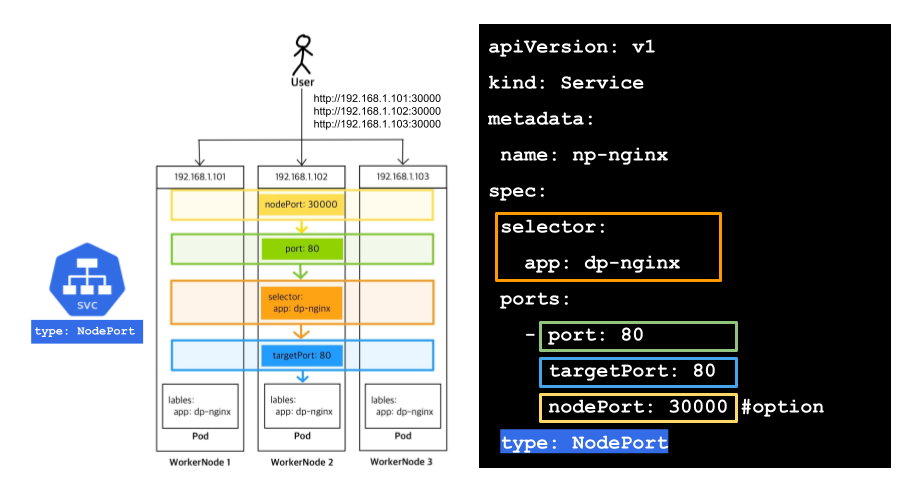 User
http://192.168.1.101:30000
http://192.168.1.102:30000
http://192.168.1.103:30000
192.168.1.101
192.168.1.102
192.168.1.103
nodePort: 30000
port: 80
selector:
app: dp-nginx
targetPort: 80
lables:
app: dp-nginx
lables:
app: dp-nginx
lables:
app: dp-nginx
Pod
Pod
Pod
WorkerNode 1
WorkerNode 2
WorkerNode 3
SVC
type: NodePort
apiVersion: v1
kind: Service
metadata:
name: np-nginx
spec:
selector:
app: dp-nginx
ports:
- port: 80
targetPort: 80
nodePort: 30000 #option
type: NodePort